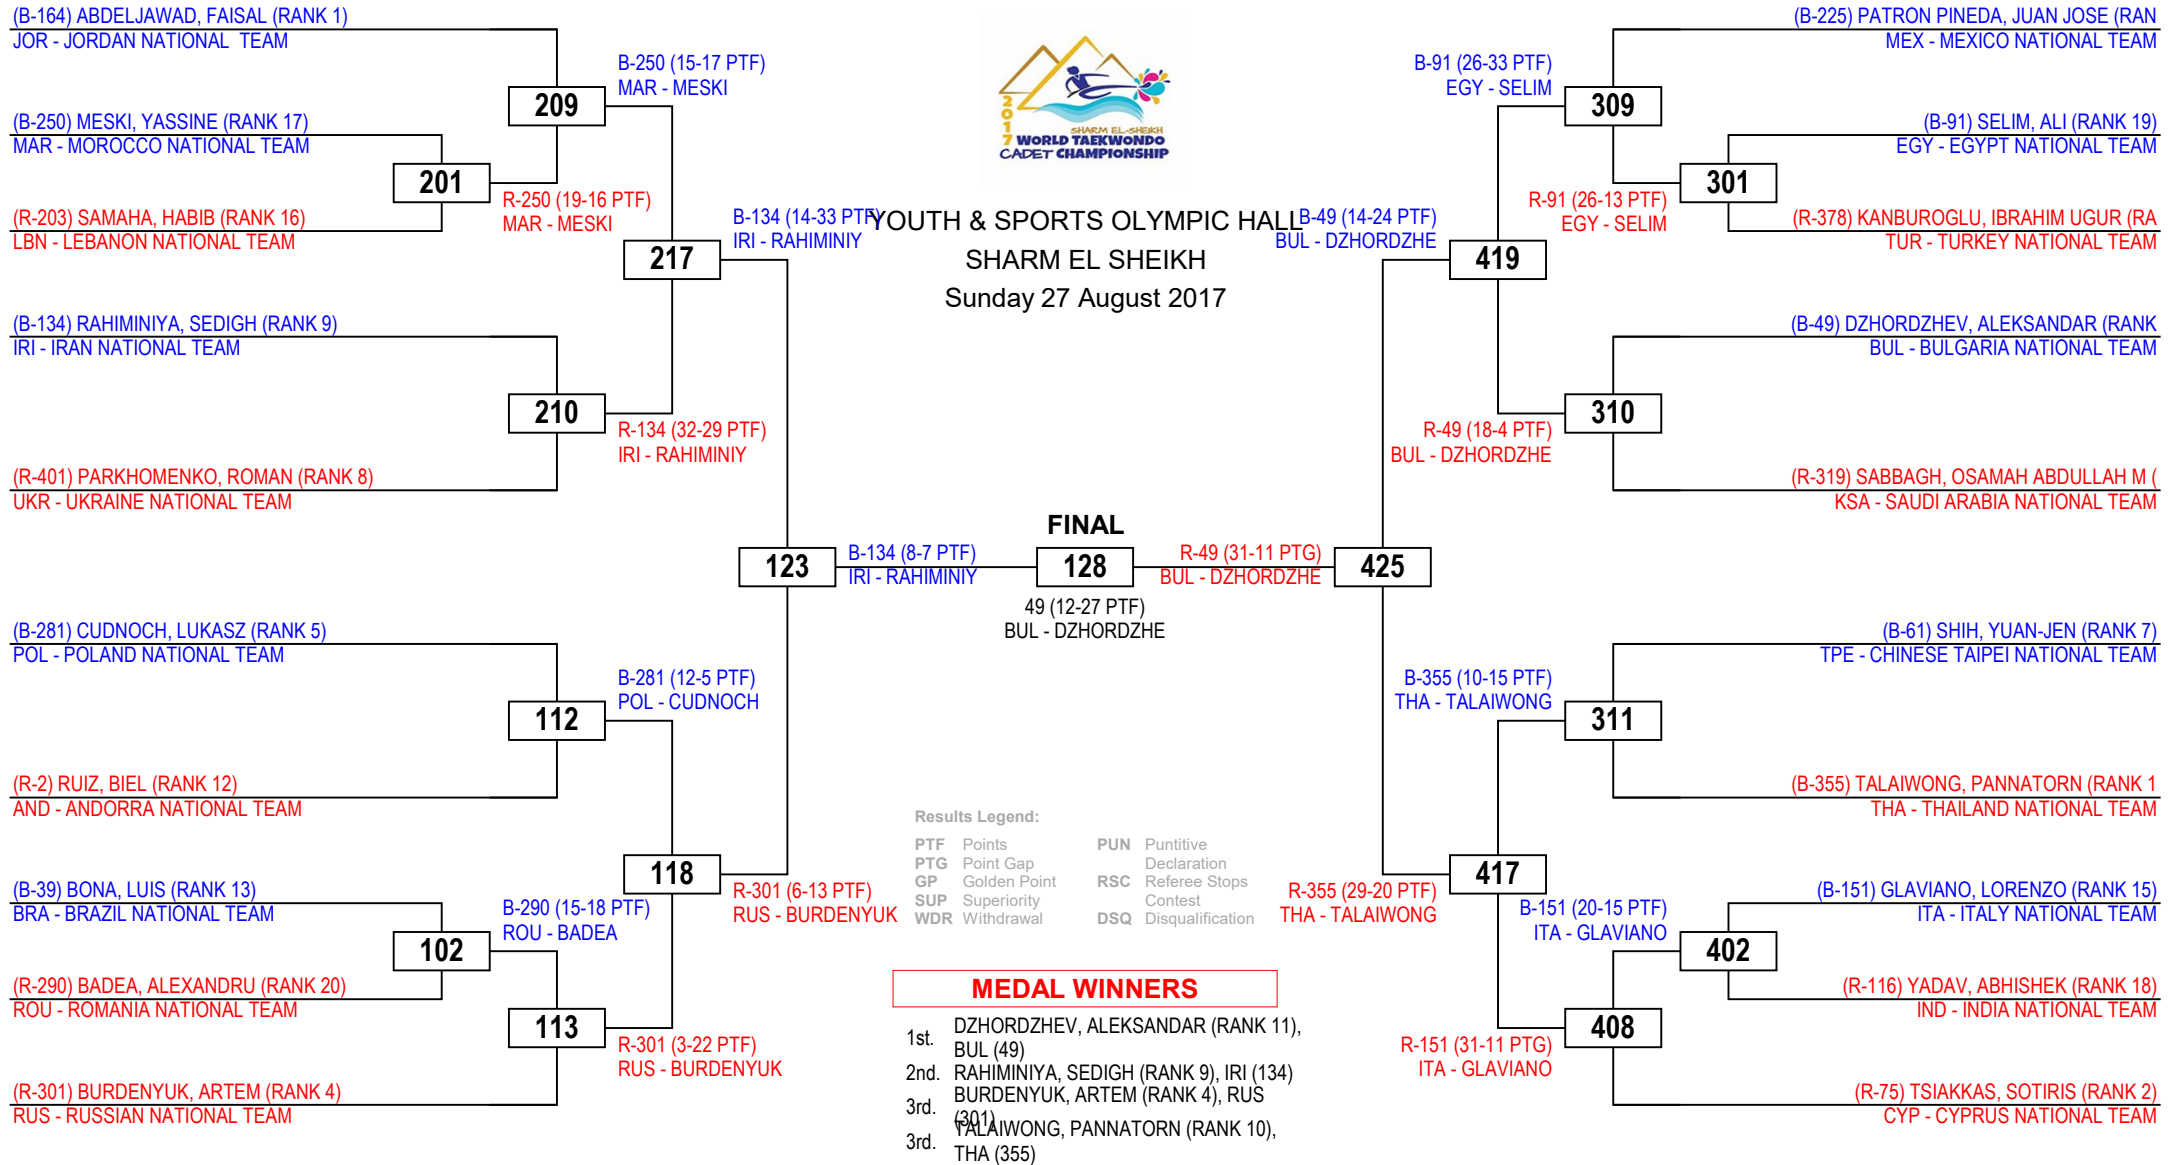 (B-164) ABDELJAWAD, FAISAL (RANK 1)
JOR - JORDAN NATIONAL TEAM
(B-250) MESKI, YASSINE (RANK 17)
MAR - MOROCCO NATIONAL TEAM
(R-203) SAMAHA, HABIB (RANK 16)
LBN - LEBANON NATIONAL TEAM
(B-134) RAHIMINIYA, SEDIGH (RANK 9)
IRI - IRAN NATIONAL TEAM
(R-401) PARKHOMENKO, ROMAN (RANK 8)
UKR - UKRAINE NATIONAL TEAM
(B-281) CUDNOCH, LUKASZ (RANK 5)
POL - POLAND NATIONAL TEAM
(R-2) RUIZ, BIEL (RANK 12)
AND - ANDORRA NATIONAL TEAM
(B-39) BONA, LUIS (RANK 13)
BRA - BRAZIL NATIONAL TEAM
(R-290) BADEA, ALEXANDRU (RANK 20)
ROU - ROMANIA NATIONAL TEAM
(R-301) BURDENYUK, ARTEM (RANK 4)
RUS - RUSSIAN NATIONAL TEAM
201
102
R-250 (19-16 PTF)
MAR - MESKI
B-290 (15-18 PTF)
ROU - BADEA
209
210
112
113
B-250 (15-17 PTF)
MAR - MESKI
R-134 (32-29 PTF)
IRI - RAHIMINIY
B-281 (12-5 PTF)
POL - CUDNOCH
R-301 (3-22 PTF)
RUS - BURDENYUK
217
118
B-134 (14-33 PTF)
IRI - RAHIMINIY
R-301 (6-13 PTF)
RUS - BURDENYUK
123
B-134 (8-7 PTF)
IRI - RAHIMINIY
2017
SHARM EL-SHEIKH
WORLD TAEKWONDO
CADET CHAMPIONSHIP
YOUTH & SPORTS OLYMPIC HALL
SHARM EL SHEIKH
Sunday 27 August 2017
FINAL
128
49 (12-27 PTF)
BUL - DZHORDZHE
R-49 (31-11 PTG)
BUL - DZHORDZHE
425
B-49 (14-24 PTF)
BUL - DZHORDZHE
R-355 (29-20 PTF)
THA - TALAIWONG
419
417
B-91 (26-33 PTF)
EGY - SELIM
R-49 (18-4 PTF)
BUL - DZHORDZHE
B-355 (10-15 PTF)
THA - TALAIWONG
R-151 (31-11 PTG)
ITA - GLAVIANO
309
310
311
408
R-91 (26-13 PTF)
EGY - SELIM
B-151 (20-15 PTF)
ITA - GLAVIANO
301
402
(B-225) PATRON PINEDA, JUAN JOSE (RAN
MEX - MEXICO NATIONAL TEAM
(B-91) SELIM, ALI (RANK 19)
EGY - EGYPT NATIONAL TEAM
(R-378) KANBUROGLU, IBRAHIM UGUR (RA
TUR - TURKEY NATIONAL TEAM
(B-49) DZHORDZHEV, ALEKSANDAR (RANK
BUL - BULGARIA NATIONAL TEAM
(R-319) SABBAGH, OSAMAH ABDULLAH M (
KSA - SAUDI ARABIA NATIONAL TEAM
(B-61) SHIH, YUAN-JEN (RANK 7)
TPE - CHINESE TAIPEI NATIONAL TEAM
(B-355) TALAIWONG, PANNATORN (RANK 1
THA - THAILAND NATIONAL TEAM
(B-151) GLAVIANO, LORENZO (RANK 15)
ITA - ITALY NATIONAL TEAM
(R-116) YADAV, ABHISHEK (RANK 18)
IND - INDIA NATIONAL TEAM
(R-75) TSIAKKAS, SOTIRIS (RANK 2)
CYP - CYPRUS NATIONAL TEAM
Results Legend:
PTF Points
PTG Point Gap
GP Golden Point
SUP Superiority
WDR Withdrawal
PUN Puntitive
Declaration
RSC Referee Stops
Contest
DSQ Disqualification
MEDAL WINNERS
1st. DZHORDZHEV, ALEKSANDAR (RANK 11),
BUL (49)
2nd. RAHIMINIYA, SEDIGH (RANK 9), IRI (134)
3rd. BURDENYUK, ARTEM (RANK 4), RUS
(301)
3rd. TALAIWONG, PANNATORN (RANK 10),
THA (355)